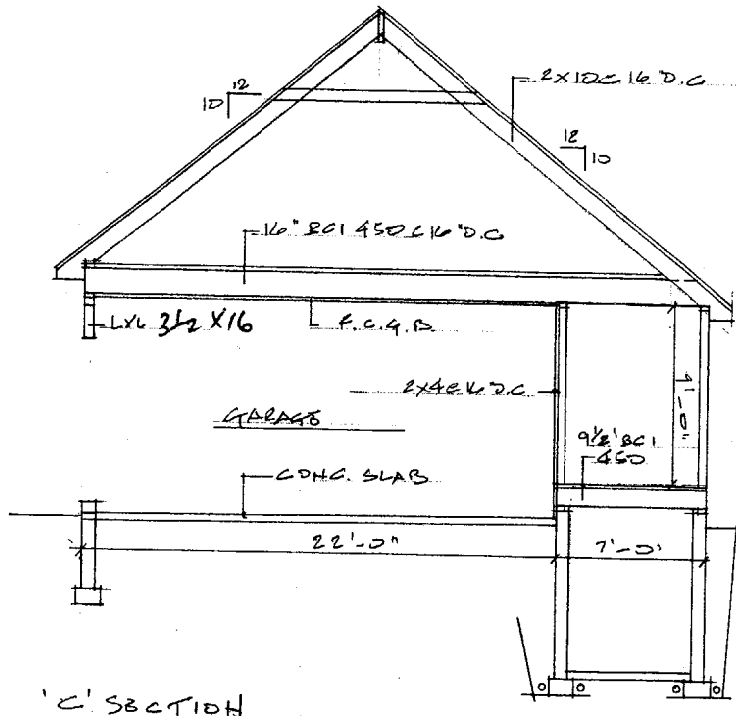 2X10 @ 16" O.C
12
10
12
10
16" BCI 450 @ 16" O.C
LVL 3½ X16
F.C.G.B.
2X4 @ 16 O.C
9'-0"
GARAGE
9½" BCI
450
CONC. SLAB
22'-0"
7'-0"
'C' SECTION